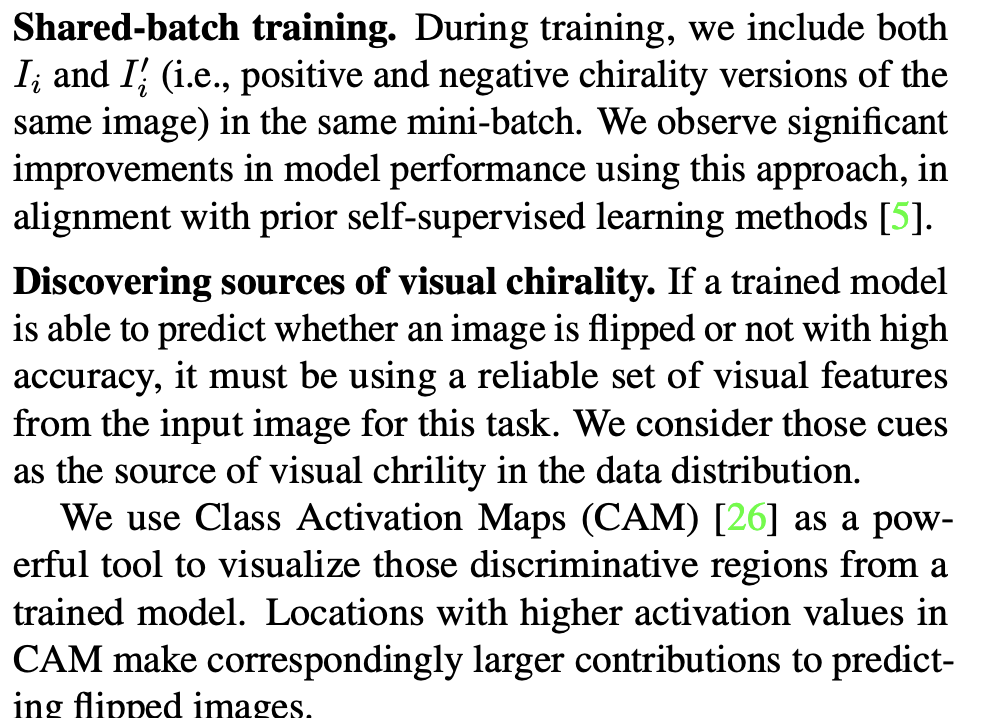 Shared-batch training. During training, we include both
I_i and I'_i (i.e., positive and negative chirality versions of the
same image) in the same mini-batch. We observe significant
improvements in model performance using this approach, in
alignment with prior self-supervised learning methods [5].
Discovering sources of visual chirality. If a trained model
is able to predict whether an image is flipped or not with high
accuracy, it must be using a reliable set of visual features
from the input image for this task. We consider those cues
as the source of visual chrility in the data distribution.
We use Class Activation Maps (CAM) [26] as a pow-
erful tool to visualize those discriminative regions from a
trained model. Locations with higher activation values in
CAM make correspondingly larger contributions to predict-
ing flipped images.